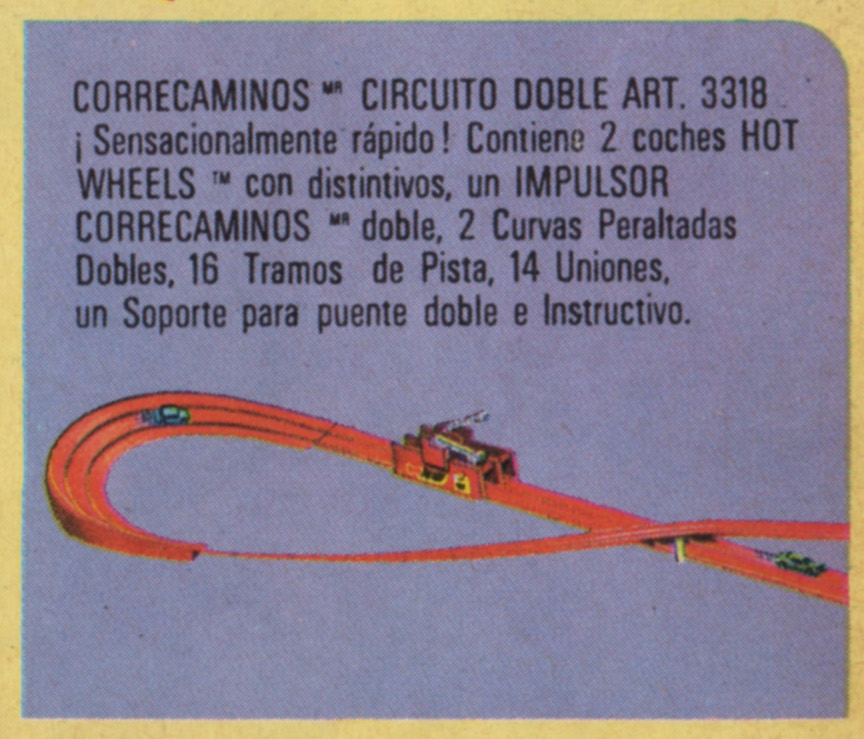 CORRECAMINOS MR CIRCUITO DOBLE ART. 3318
¡Sensacionalmente rápido! Contiene 2 coches HOT
WHEELS ™ con distintivos, un IMPULSOR
CORRECAMINOS MR doble, 2 Curvas Peraltadas
Dobles, 16 Tramos de Pista, 14 Uniones,
un Soporte para puente doble e Instructivo.